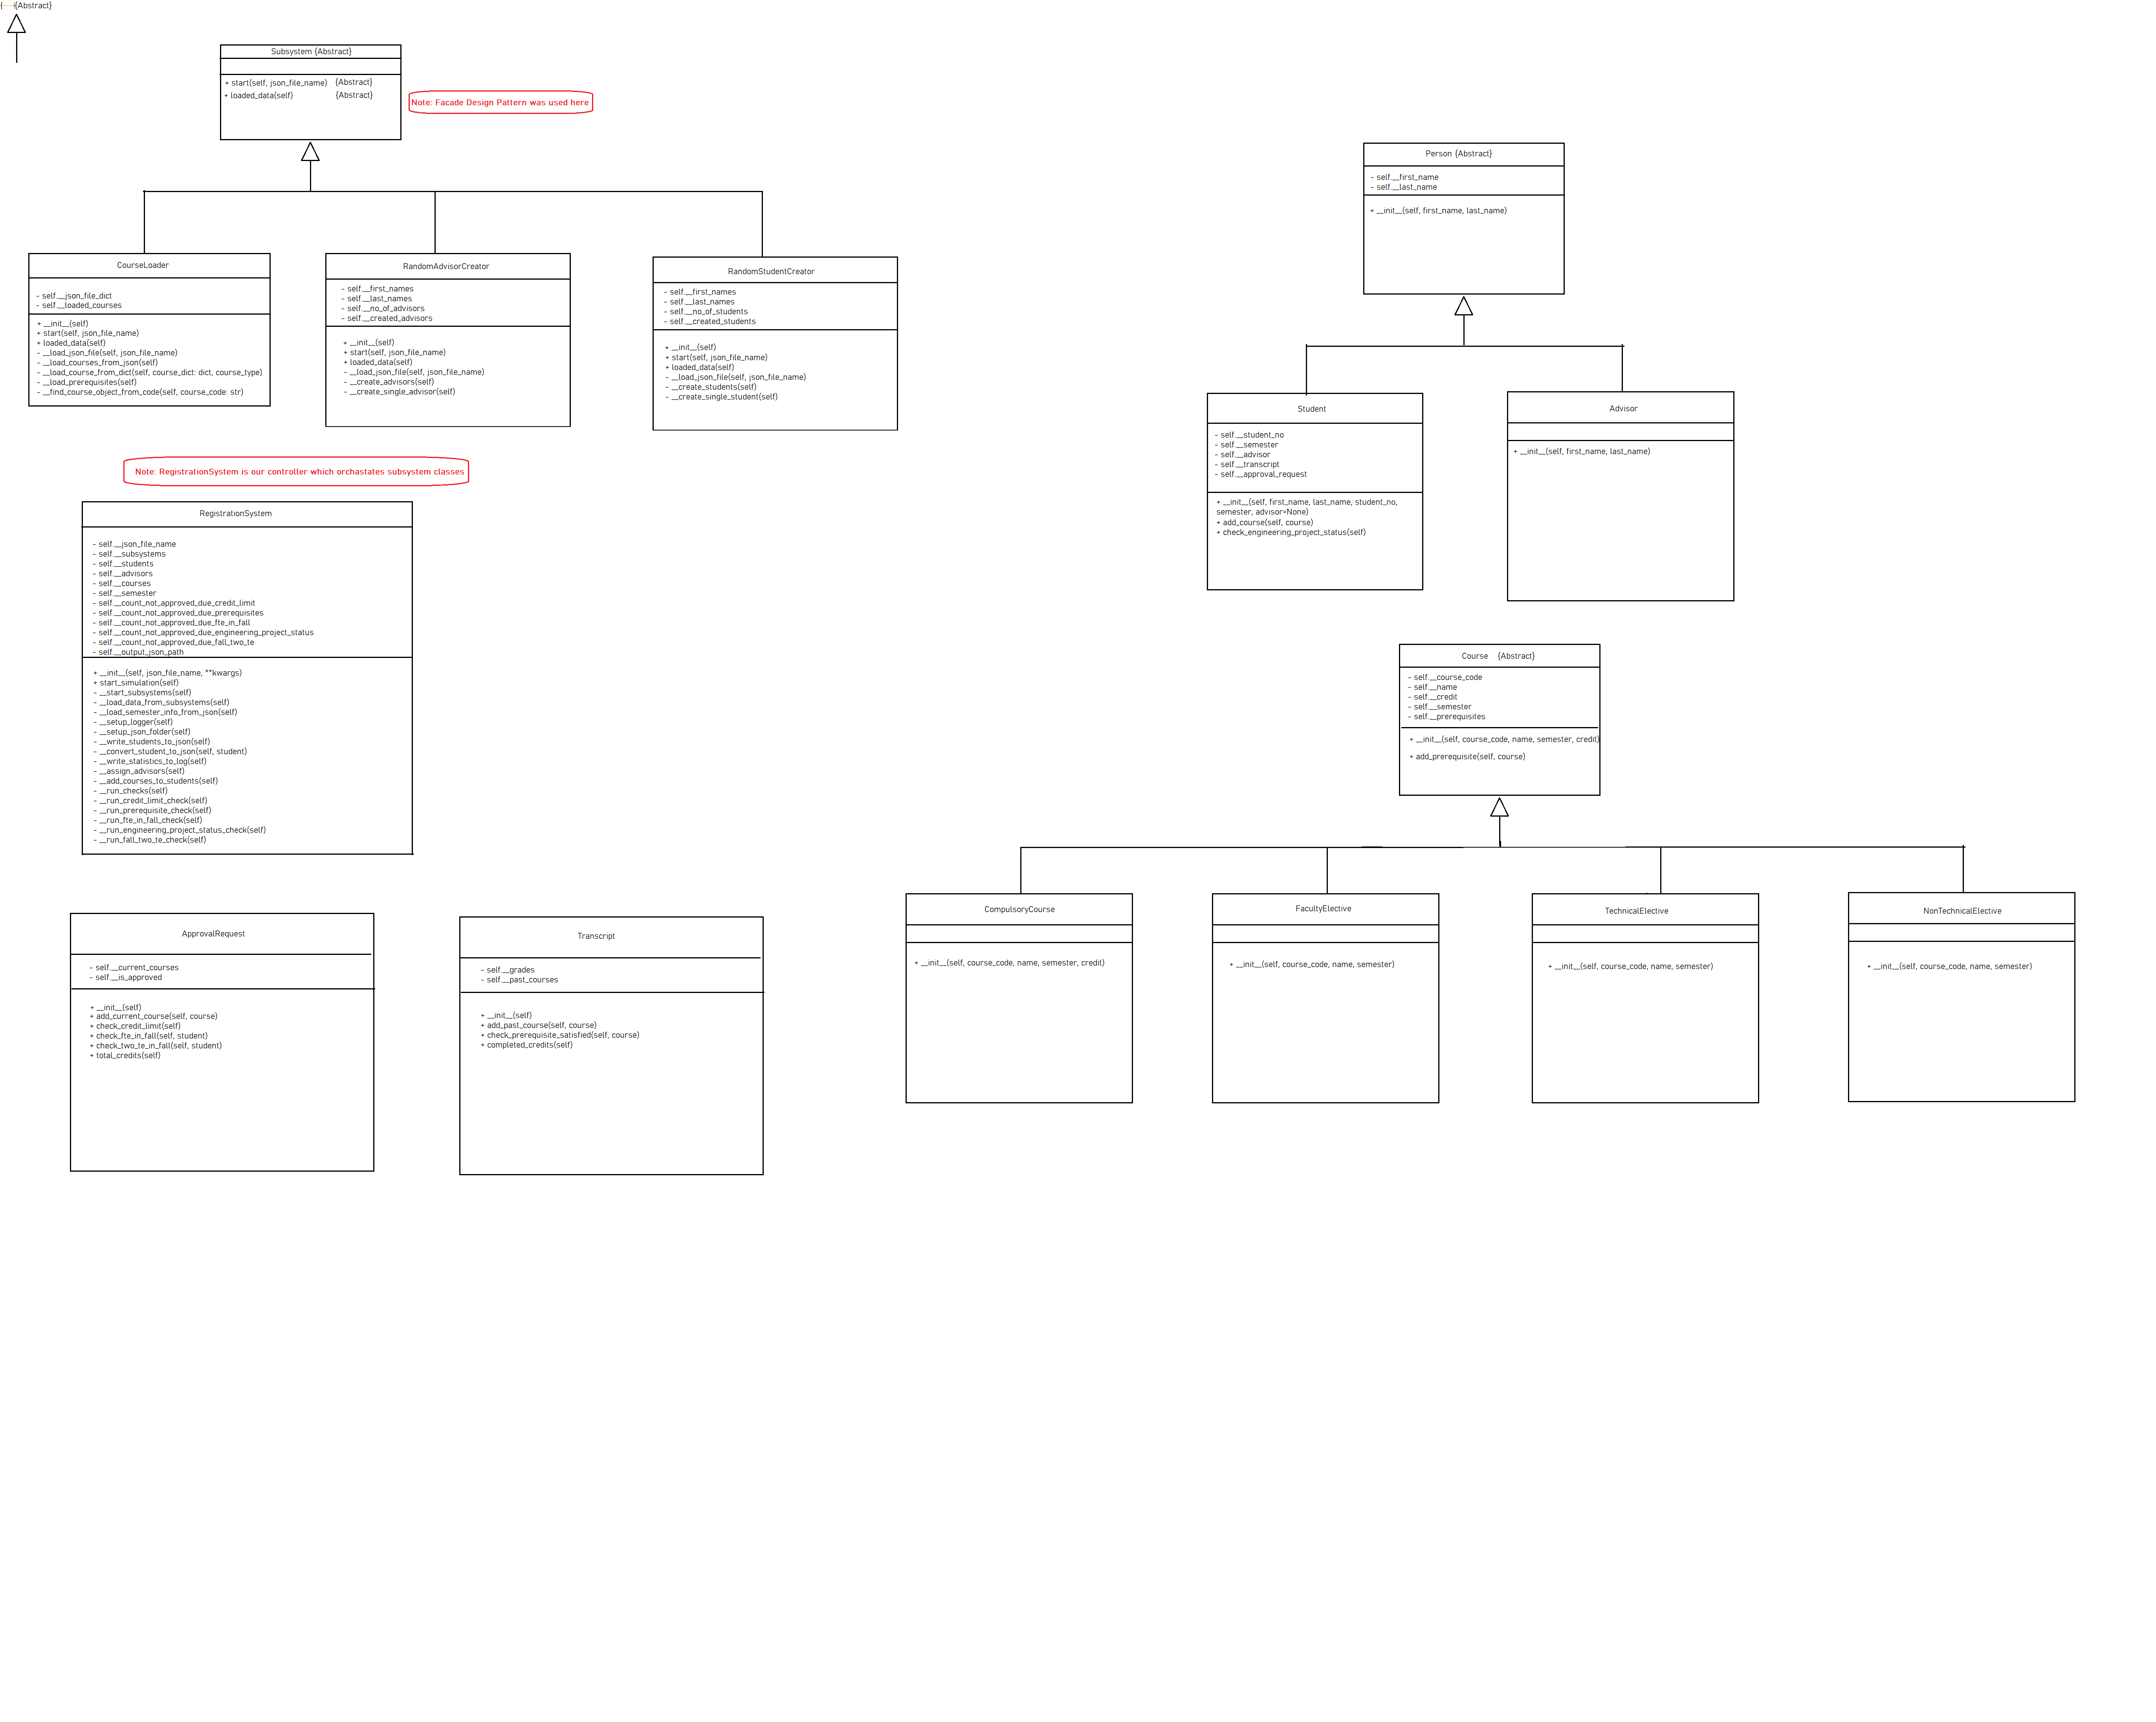 {Abstract}
Subsystem {Abstract}
+ start(self, json_file_name) {Abstract}
+ loaded_data(self) {Abstract}
Note: Facade Design Pattern was used here
CourseLoader
- self.__json_file_dict
- self.__loaded_courses
+ __init__(self)
+ start(self, json_file_name)
+ loaded_data(self)
- __load_json_file(self, json_file_name)
- __load_courses_from_json(self)
- __load_course_from_dict(self, course_dict: dict, course_type)
- __load_prerequisites(self)
- __find_course_object_from_code(self, course_code: str)
RandomAdvisorCreator
- self.__first_names
- self.__last_names
- self.__no_of_advisors
- self.__created_advisors
+ __init__(self)
+ start(self, json_file_name)
+ loaded_data(self)
- __load_json_file(self, json_file_name)
- __create_advisors(self)
- __create_single_advisor(self)
RandomStudentCreator
- self.__first_names
- self.__last_names
- self.__no_of_students
- self.__created_students
+ __init__(self)
+ start(self, json_file_name)
+ loaded_data(self)
- __load_json_file(self, json_file_name)
- __create_students(self)
- __create_single_student(self)
Person {Abstract}
- self.__first_name
- self.__last_name
+ __init__(self, first_name, last_name)
Student
- self.__student_no
- self.__semester
- self.__advisor
- self.__transcript
- self.__approval_request
+ __init__(self, first_name, last_name, student_no,
semester, advisor=None)
+ add_course(self, course)
+ check_engineering_project_status(self)
Advisor
+ __init__(self, first_name, last_name)
Note: RegistrationSystem is our controller which orchastates subsystem classes
RegistrationSystem
- self.__json_file_name
- self.__subsystems
- self.__students
- self.__advisors
- self.__courses
- self.__semester
- self.__count_not_approved_due_credit_limit
- self.__count_not_approved_due_prerequisites
- self.__count_not_approved_due_fte_in_fall
- self.__count_not_approved_due_engineering_project_status
- self.__count_not_approved_due_fall_two_te
- self.__output_json_path
+ __init__(self, json_file_name, **kwargs)
+ start_simulation(self)
- __start_subsystems(self)
- __load_data_from_subsystems(self)
- __load_semester_info_from_json(self)
- __setup_logger(self)
- __setup_json_folder(self)
- __write_students_to_json(self)
- __convert_student_to_json(self, student)
- __write_statistics_to_log(self)
- __assign_advisors(self)
- __add_courses_to_students(self)
- __run_checks(self)
- __run_credit_limit_check(self)
- __run_prerequisite_check(self)
- __run_fte_in_fall_check(self)
- __run_engineering_project_status_check(self)
- __run_fall_two_te_check(self)
Course {Abstract}
- self.__course_code
- self.__name
- self.__credit
- self.__semester
- self.__prerequisites
+ __init__(self, course_code, name, semester, credit)
+ add_prerequisite(self, course)
ApprovalRequest
- self.__current_courses
- self.__is_approved
+ __init__(self)
+ add_current_course(self, course)
+ check_credit_limit(self)
+ check_fte_in_fall(self, student)
+ check_two_te_in_fall(self, student)
+ total_credits(self)
Transcript
- self.__grades
- self.__past_courses
+ __init__(self)
+ add_past_course(self, course)
+ check_prerequisite_satisfied(self, course)
+ completed_credits(self)
CompulsoryCourse
+ __init__(self, course_code, name, semester, credit)
FacultyElective
+ __init__(self, course_code, name, semester)
TechnicalElective
+ __init__(self, course_code, name, semester)
NonTechnicalElective
+ __init__(self, course_code, name, semester)